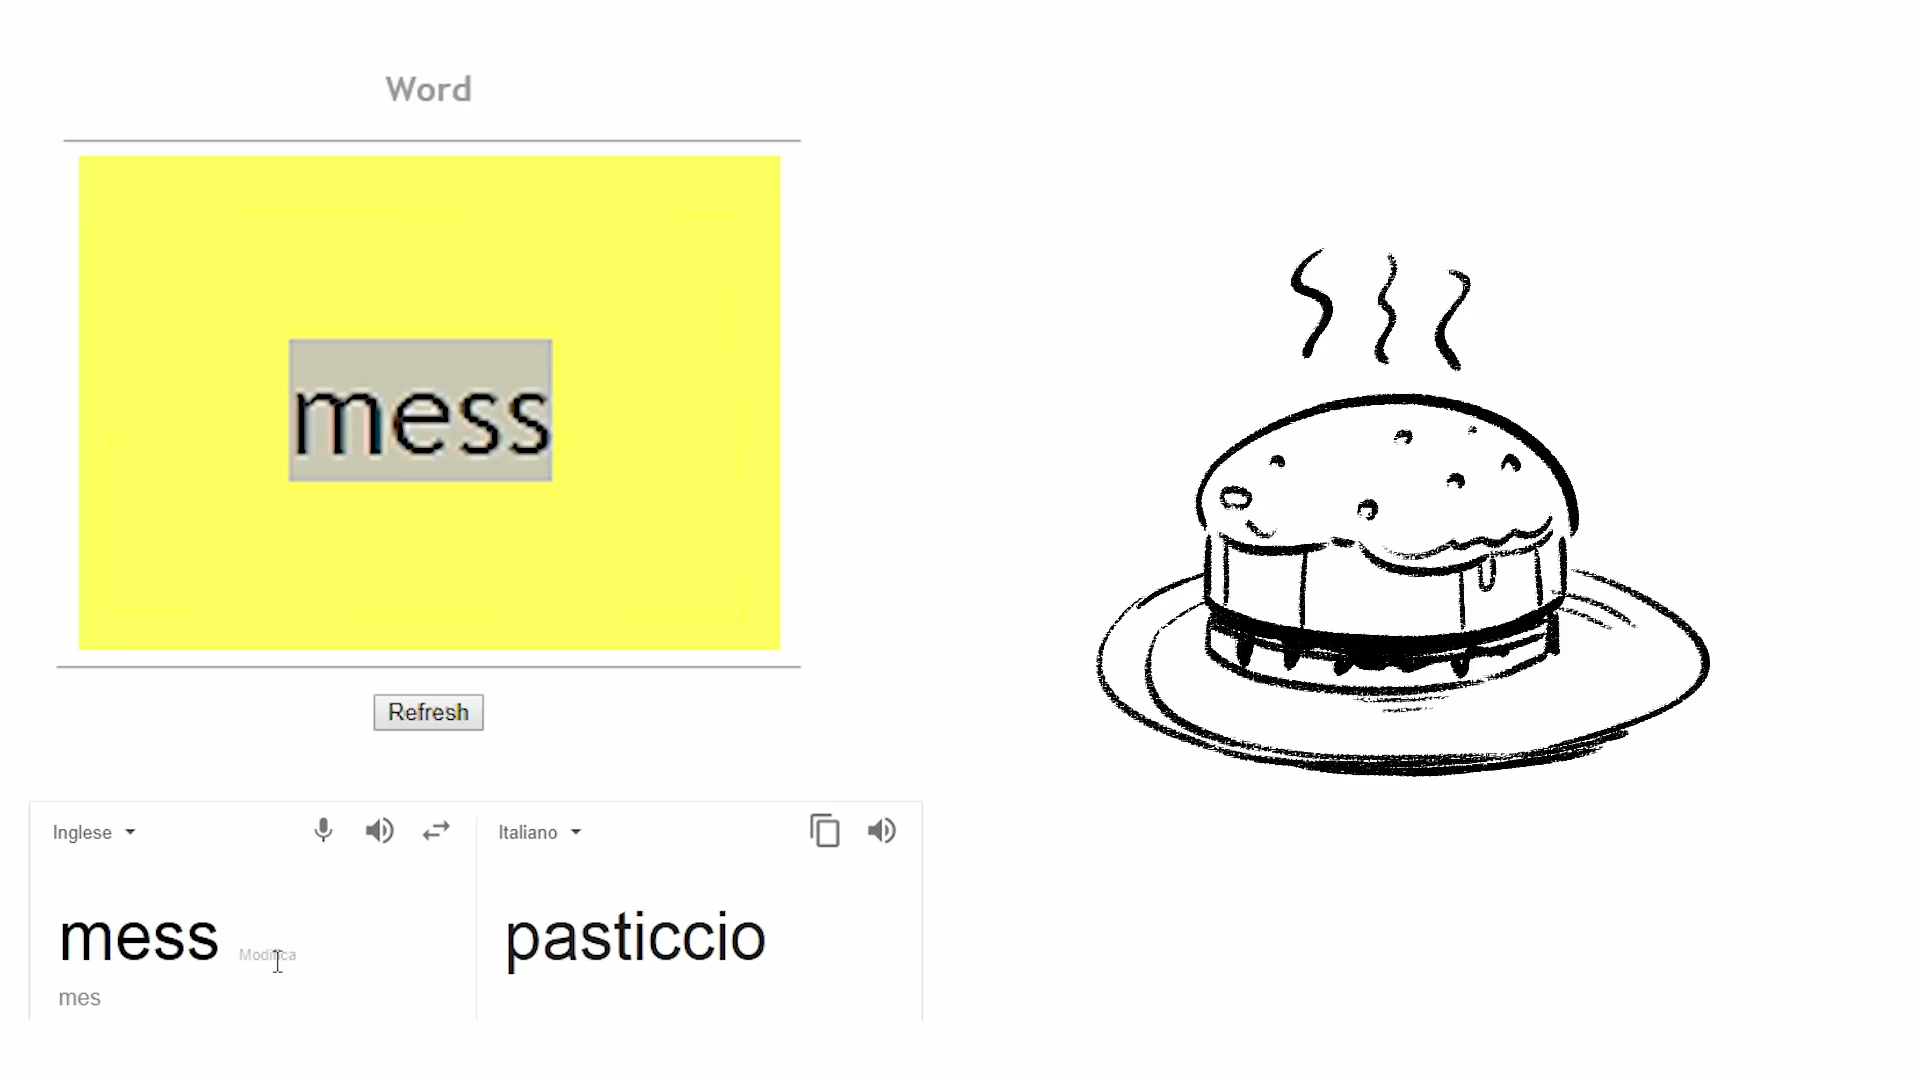 Word
mess
Refresh
Inglese
Italiano
mess Modifica
pasticcio
mes